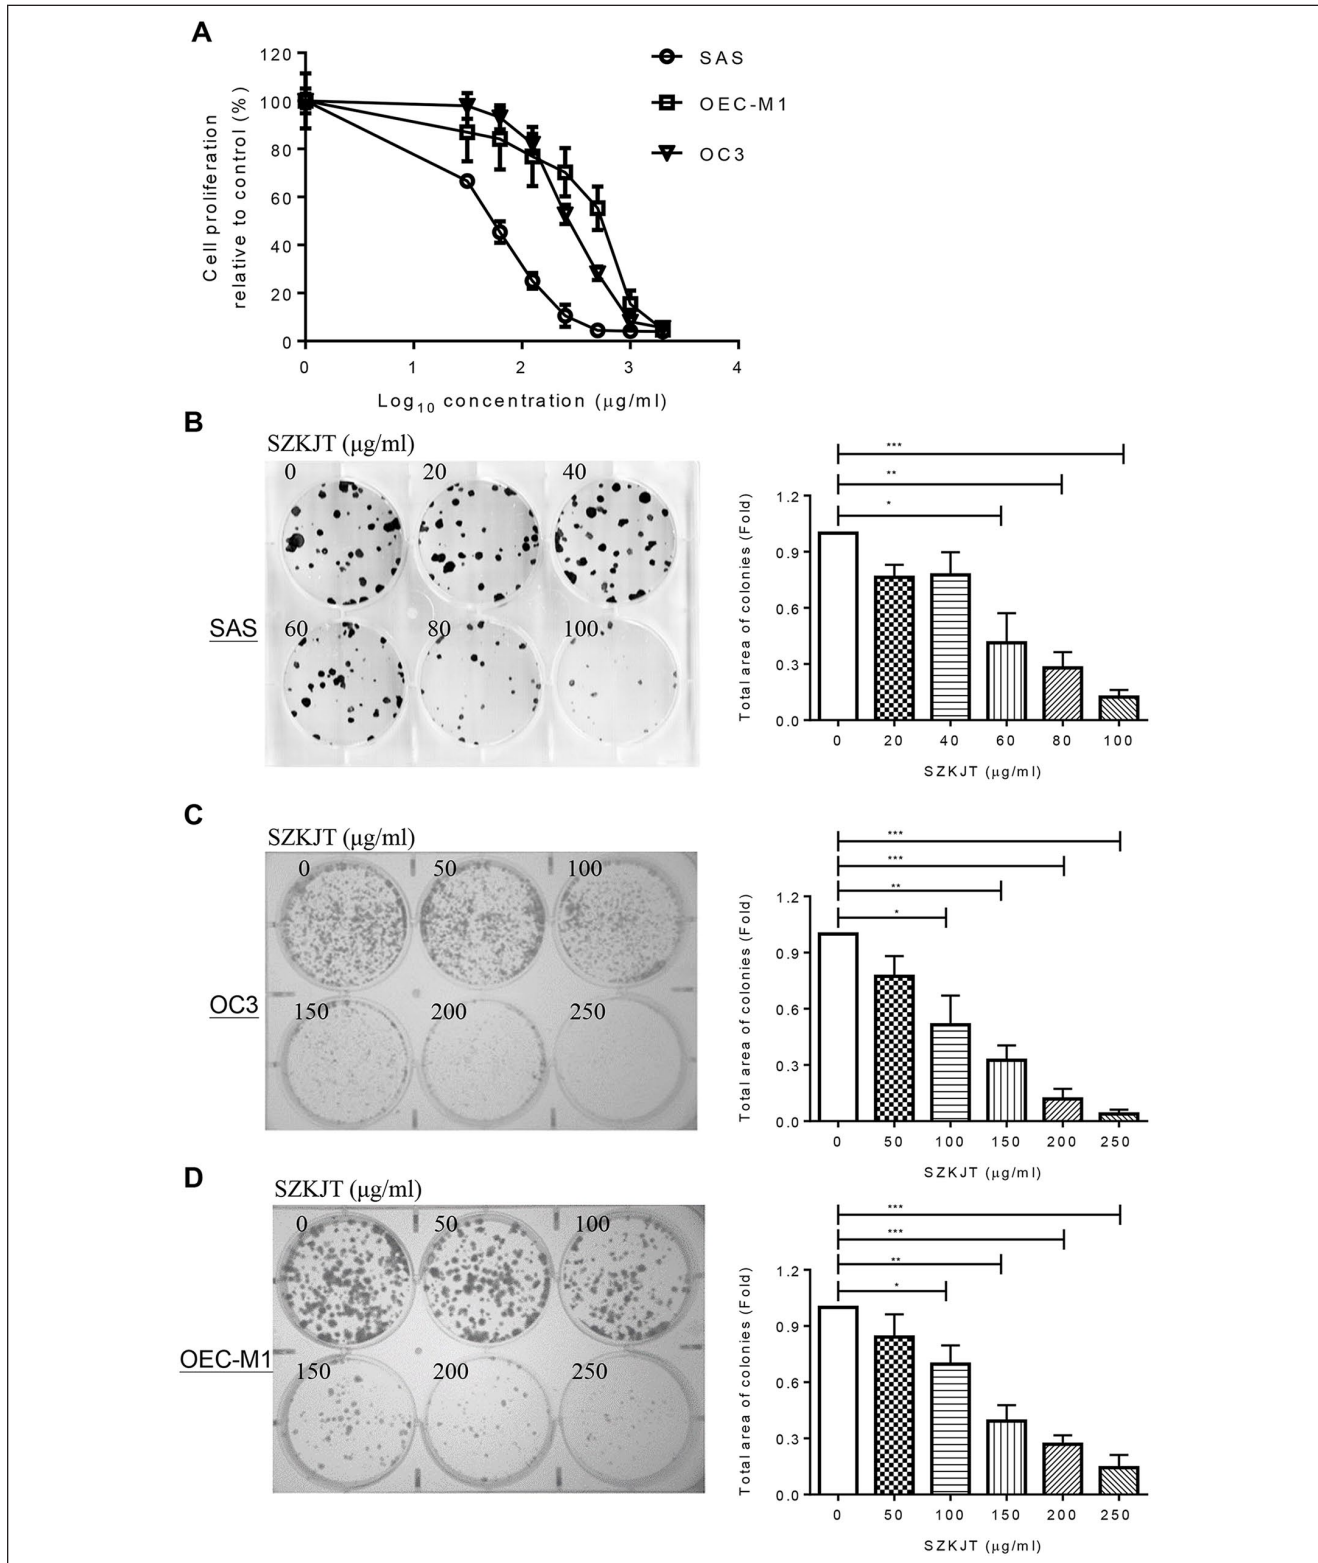 A
SAS
OEC-M1
OC3
Cell proliferation
relative to control (%)
120
100
80
60
40
20
0
0 1 2 3 4
Log10 concentration (μg/ml)
B
SZKJT (μg/ml)
0 20 40
60 80 100
SAS
***
**
*
Total area of colonies (Fold)
1.2
0.9
0.6
0.3
0.0
0 20 40 60 80 100
SZKJT (μg/ml)
C
SZKJT (μg/ml)
0 50 100
150 200 250
OC3
***
***
**
*
Total area of colonies (Fold)
1.2
0.9
0.6
0.3
0.0
0 50 100 150 200 250
SZKJT (μg/ml)
D
SZKJT (μg/ml)
0 50 100
150 200 250
OEC-M1
***
***
**
*
Total area of colonies (Fold)
1.2
0.9
0.6
0.3
0.0
0 50 100 150 200 250
SZKJT (μg/ml)